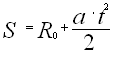 S = R₀ + a · t² / 2